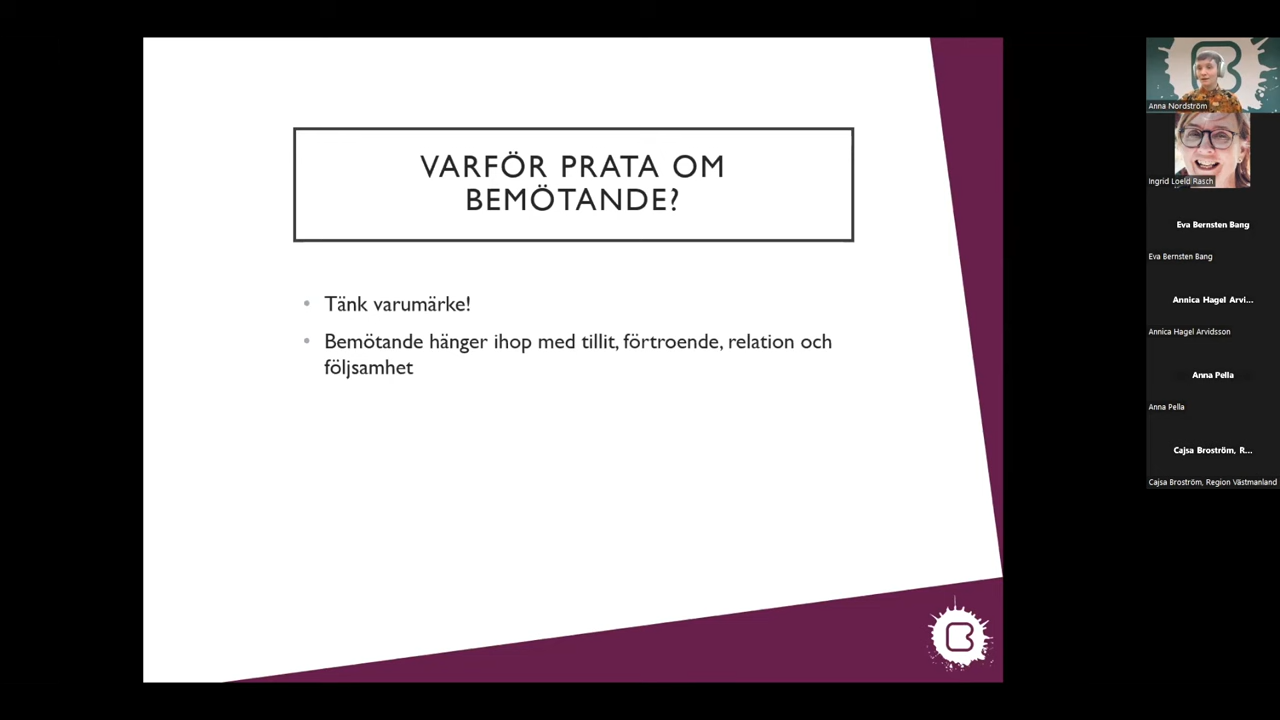 VARFÖR PRATA OM
BEMÖTANDE?
• Tänk varumärke!
• Bemötande hänger ihop med tillit, förtroende, relation och
följsamhet
Anna Nordström
Ingrid Loeld Rasch
Eva Bernsten Bang
Eva Bernsten Bang
Annica Hagel Arvi...
Annica Hagel Arvidsson
Anna Pella
Anna Pella
Cajsa Broström, R...
Cajsa Broström, Region Västmanland